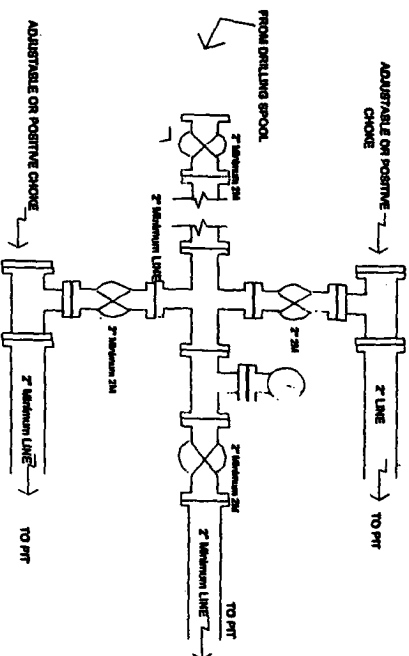 FROM DRILLING SPOOL
ADJUSTABLE OR POSITIVE
CHOKE
2" Minimum 2M
2" Minimum LINE
2" 2M
2" LINE
TO PIT
2" Minimum 2M
2" Minimum LINE
TO PIT
ADJUSTABLE OR POSITIVE CHOKE
2" Minimum 2M
2" Minimum LINE
TO PIT